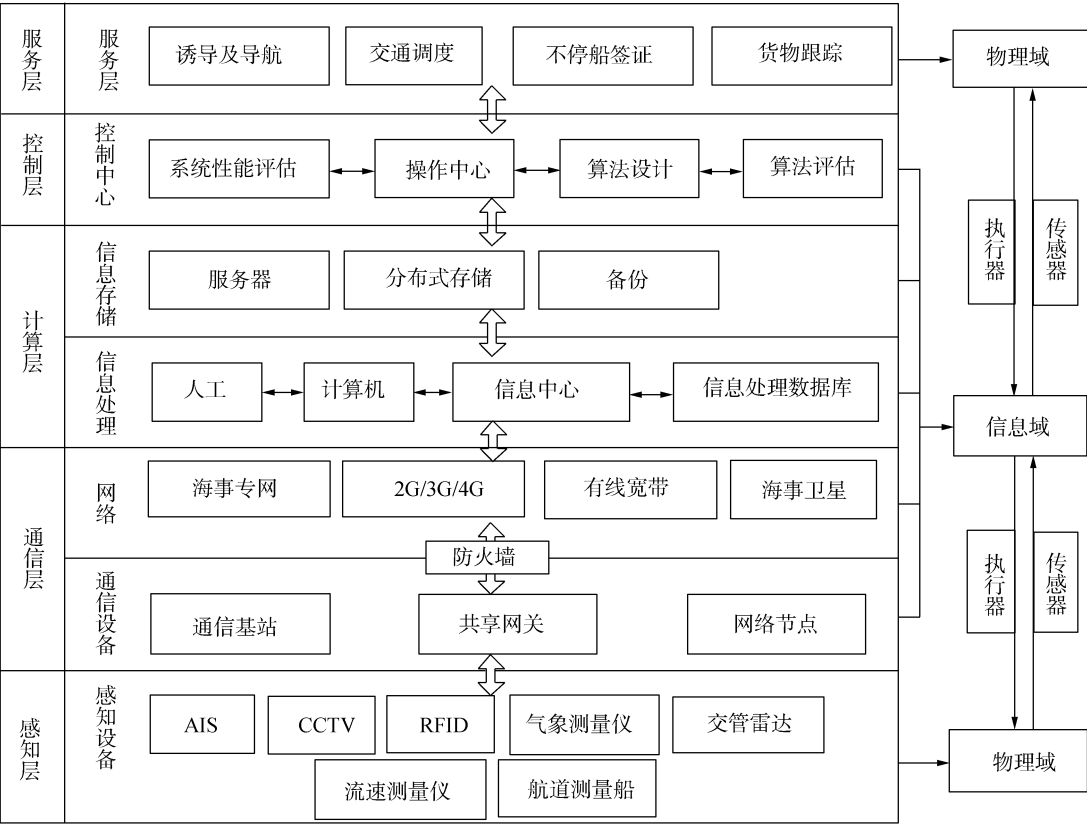 服务层
服务层
诱导及导航
交通调度
不停船签证
货物跟踪
物理域
控制层
控制中心
系统性能评估
操作中心
算法设计
算法评估
执行器
传感器
计算层
信息存储
服务器
分布式存储
备份
信息处理
人工
计算机
信息中心
信息处理数据库
信息域
通信层
网络
海事专网
2G/3G/4G
有线宽带
海事卫星
防火墙
执行器
传感器
通信设备
通信基站
共享网关
网络节点
感知层
感知设备
AIS
CCTV
RFID
气象测量仪
交管雷达
流速测量仪
航道测量船
物理域